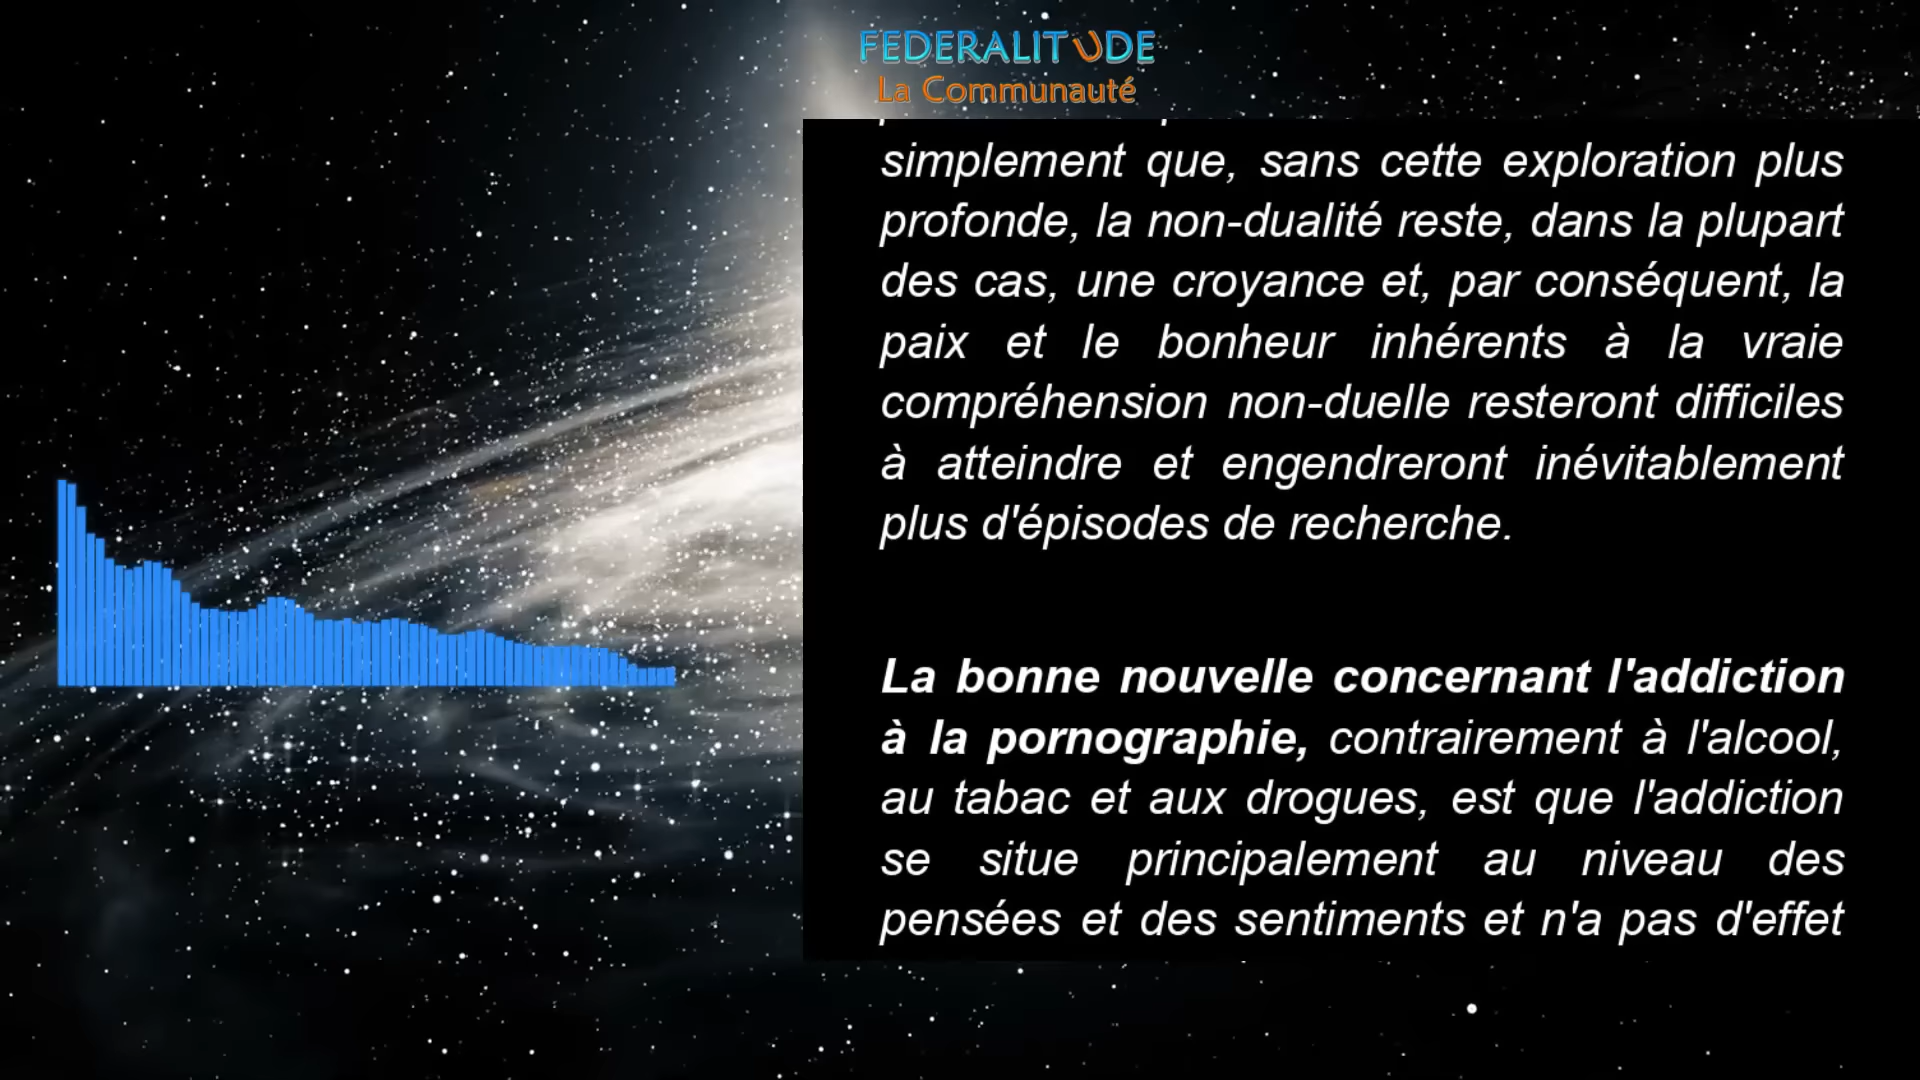 FEDERALITUDE
La Communauté
simplement que, sans cette exploration plus
profonde, la non-dualité reste, dans la plupart
des cas, une croyance et, par conséquent, la
paix et le bonheur inhérents à la vraie
compréhension non-duelle resteront difficiles
à atteindre et engendreront inévitablement
plus d'épisodes de recherche.
La bonne nouvelle concernant l'addiction
à la pornographie, contrairement à l'alcool,
au tabac et aux drogues, est que l'addiction
se situe principalement au niveau des
pensées et des sentiments et n'a pas d'effet